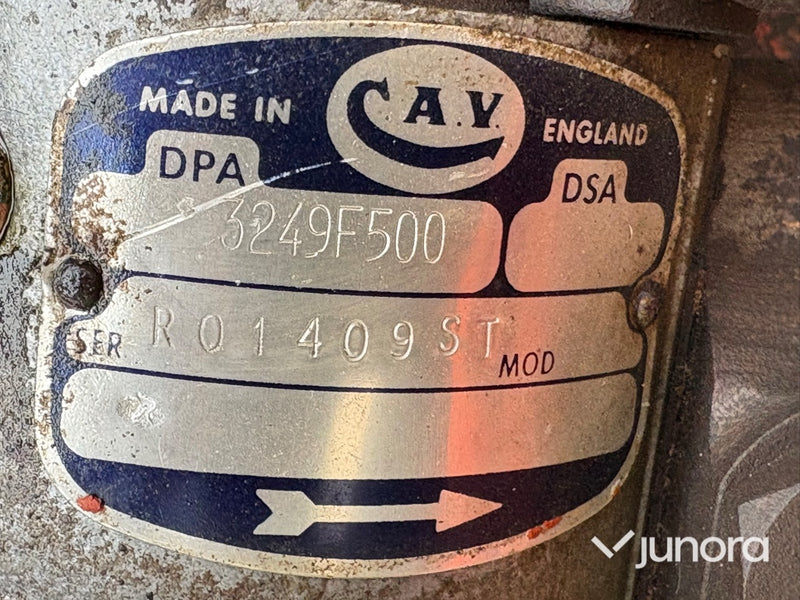 C.A.V.
MADE IN ENGLAND
DPA DSA
3249F500
SER R01409ST MOD
junora